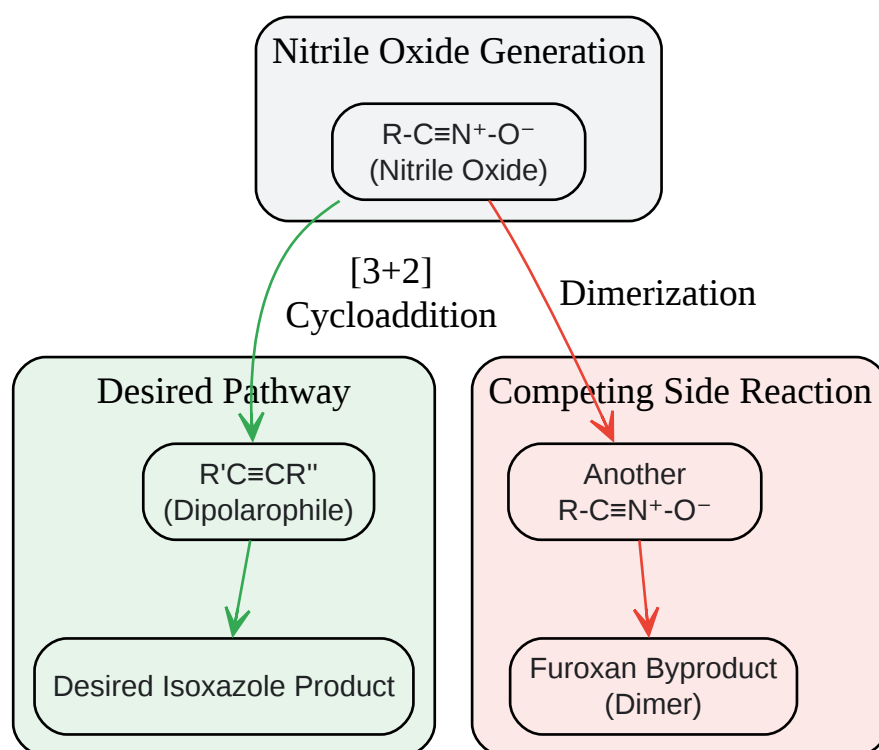 Nitrile Oxide Generation
R-C≡N⁺-O⁻
(Nitrile Oxide)
[3+2]
Cycloaddition
Dimerization
Desired Pathway
R'C≡CR"
(Dipolarophile)
Desired Isoxazole Product
Competing Side Reaction
Another
R-C≡N⁺-O⁻
Furoxan Byproduct
(Dimer)